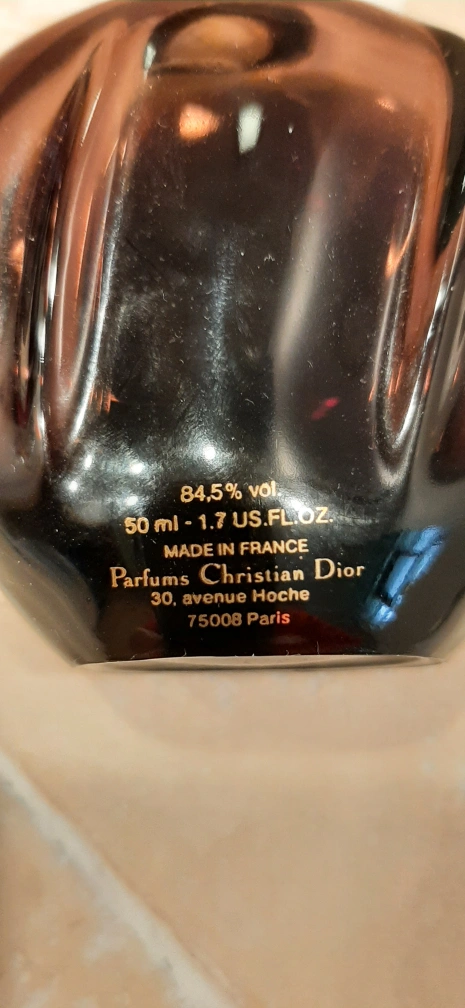 84,5% vol.
50 ml - 1.7 US.FL.OZ.
MADE IN FRANCE
Parfums Christian Dior
30, avenue Hoche
75008 Paris